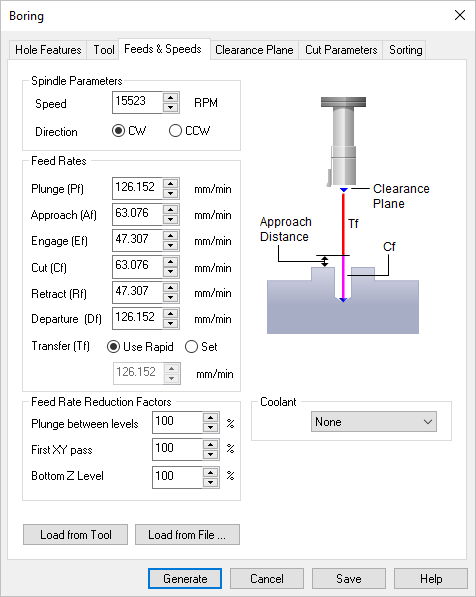 Boring
Hole Features Tool Feeds & Speeds Clearance Plane Cut Parameters Sorting
Spindle Parameters
Speed 15523 RPM
Direction CW CCW
Feed Rates
Plunge (Pf) 126.152 mm/min
Approach (Af) 63.076 mm/min
Engage (Ef) 47.307 mm/min
Cut (Cf) 63.076 mm/min
Retract (Rf) 47.307 mm/min
Departure (Df) 126.152 mm/min
Transfer (Tf) Use Rapid Set
126.152 mm/min
Clearance
Plane
Tf
Approach
Distance
Cf
Feed Rate Reduction Factors
Plunge between levels 100 %
First XY pass 100 %
Bottom Z Level 100 %
Coolant
None
Load from Tool Load from File ...
Generate Cancel Save Help